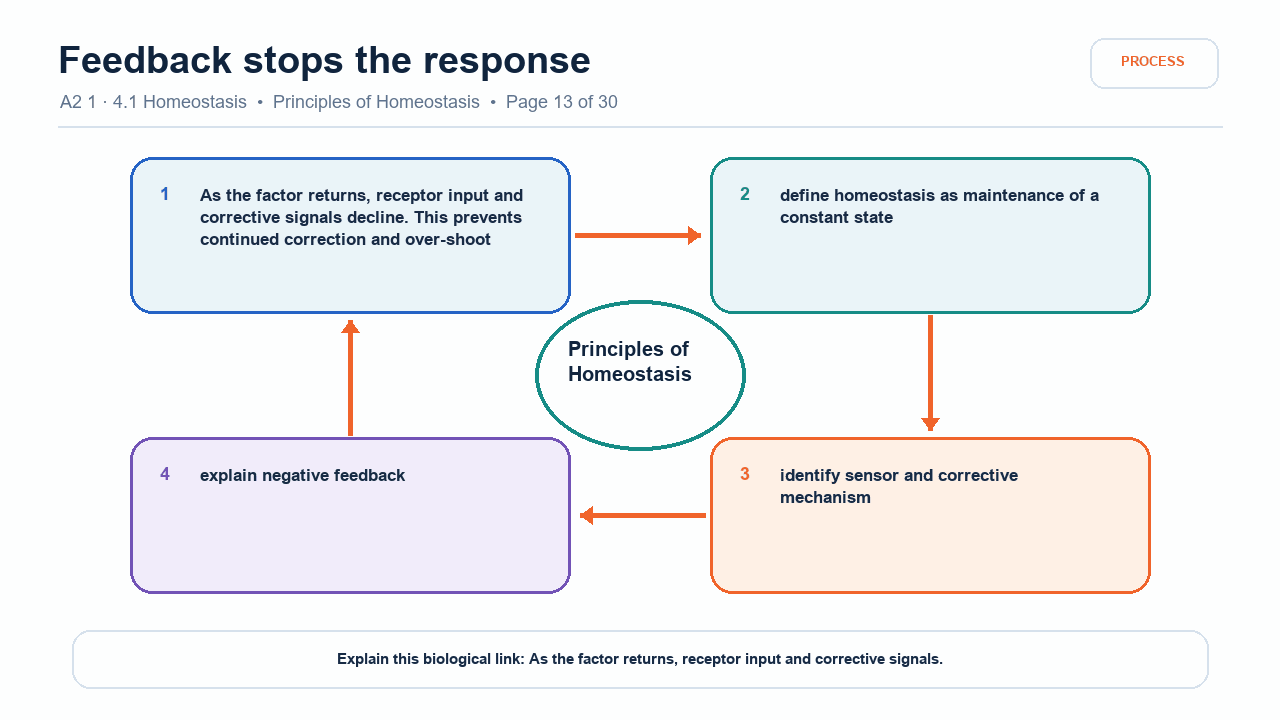 Feedback stops the response
PROCESS
A2 1 · 4.1 Homeostasis • Principles of Homeostasis • Page 13 of 30
1
As the factor returns, receptor input and
corrective signals decline. This prevents
continued correction and over-shoot
2
define homeostasis as maintenance of a
constant state
Principles of
Homeostasis
4
explain negative feedback
3
identify sensor and corrective
mechanism
Explain this biological link: As the factor returns, receptor input and corrective signals.